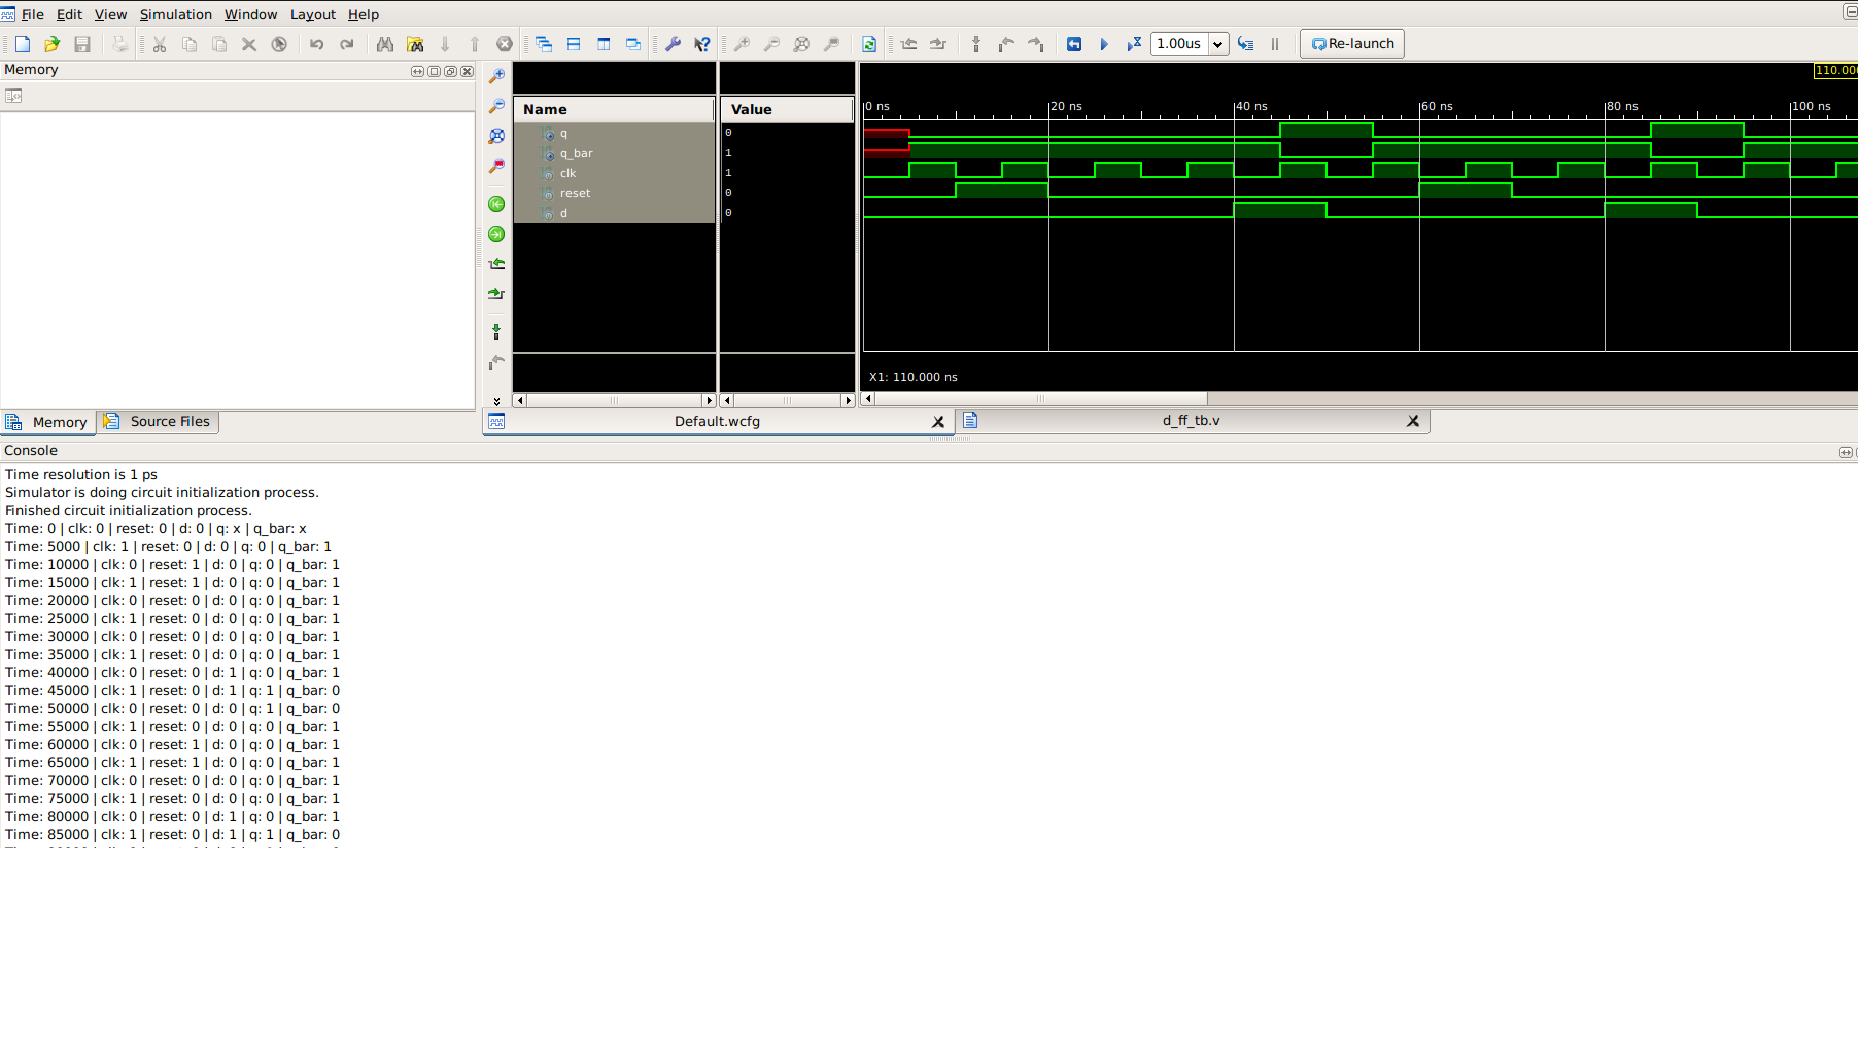 File Edit View Simulation Window Layout Help
1.00us Re-launch
Memory
110.00
Name Value
0 ns 20 ns 40 ns 60 ns 80 ns 100 ns
q 0
q_bar 1
clk 1
reset 0
d 0
X1: 110.000 ns
Memory Source Files Default.wcfg d_ff_tb.v
Console
Time resolution is 1 ps
Simulator is doing circuit initialization process.
Finished circuit initialization process.
Time: 0 | clk: 0 | reset: 0 | d: 0 | q: x | q_bar: x
Time: 5000 | clk: 1 | reset: 0 | d: 0 | q: 0 | q_bar: 1
Time: 10000 | clk: 0 | reset: 1 | d: 0 | q: 0 | q_bar: 1
Time: 15000 | clk: 1 | reset: 1 | d: 0 | q: 0 | q_bar: 1
Time: 20000 | clk: 0 | reset: 0 | d: 0 | q: 0 | q_bar: 1
Time: 25000 | clk: 1 | reset: 0 | d: 0 | q: 0 | q_bar: 1
Time: 30000 | clk: 0 | reset: 0 | d: 0 | q: 0 | q_bar: 1
Time: 35000 | clk: 1 | reset: 0 | d: 0 | q: 0 | q_bar: 1
Time: 40000 | clk: 0 | reset: 0 | d: 1 | q: 0 | q_bar: 1
Time: 45000 | clk: 1 | reset: 0 | d: 1 | q: 1 | q_bar: 0
Time: 50000 | clk: 0 | reset: 0 | d: 0 | q: 1 | q_bar: 0
Time: 55000 | clk: 1 | reset: 0 | d: 0 | q: 0 | q_bar: 1
Time: 60000 | clk: 0 | reset: 1 | d: 0 | q: 0 | q_bar: 1
Time: 65000 | clk: 1 | reset: 1 | d: 0 | q: 0 | q_bar: 1
Time: 70000 | clk: 0 | reset: 0 | d: 0 | q: 0 | q_bar: 1
Time: 75000 | clk: 1 | reset: 0 | d: 0 | q: 0 | q_bar: 1
Time: 80000 | clk: 0 | reset: 0 | d: 1 | q: 0 | q_bar: 1
Time: 85000 | clk: 1 | reset: 0 | d: 1 | q: 1 | q_bar: 0